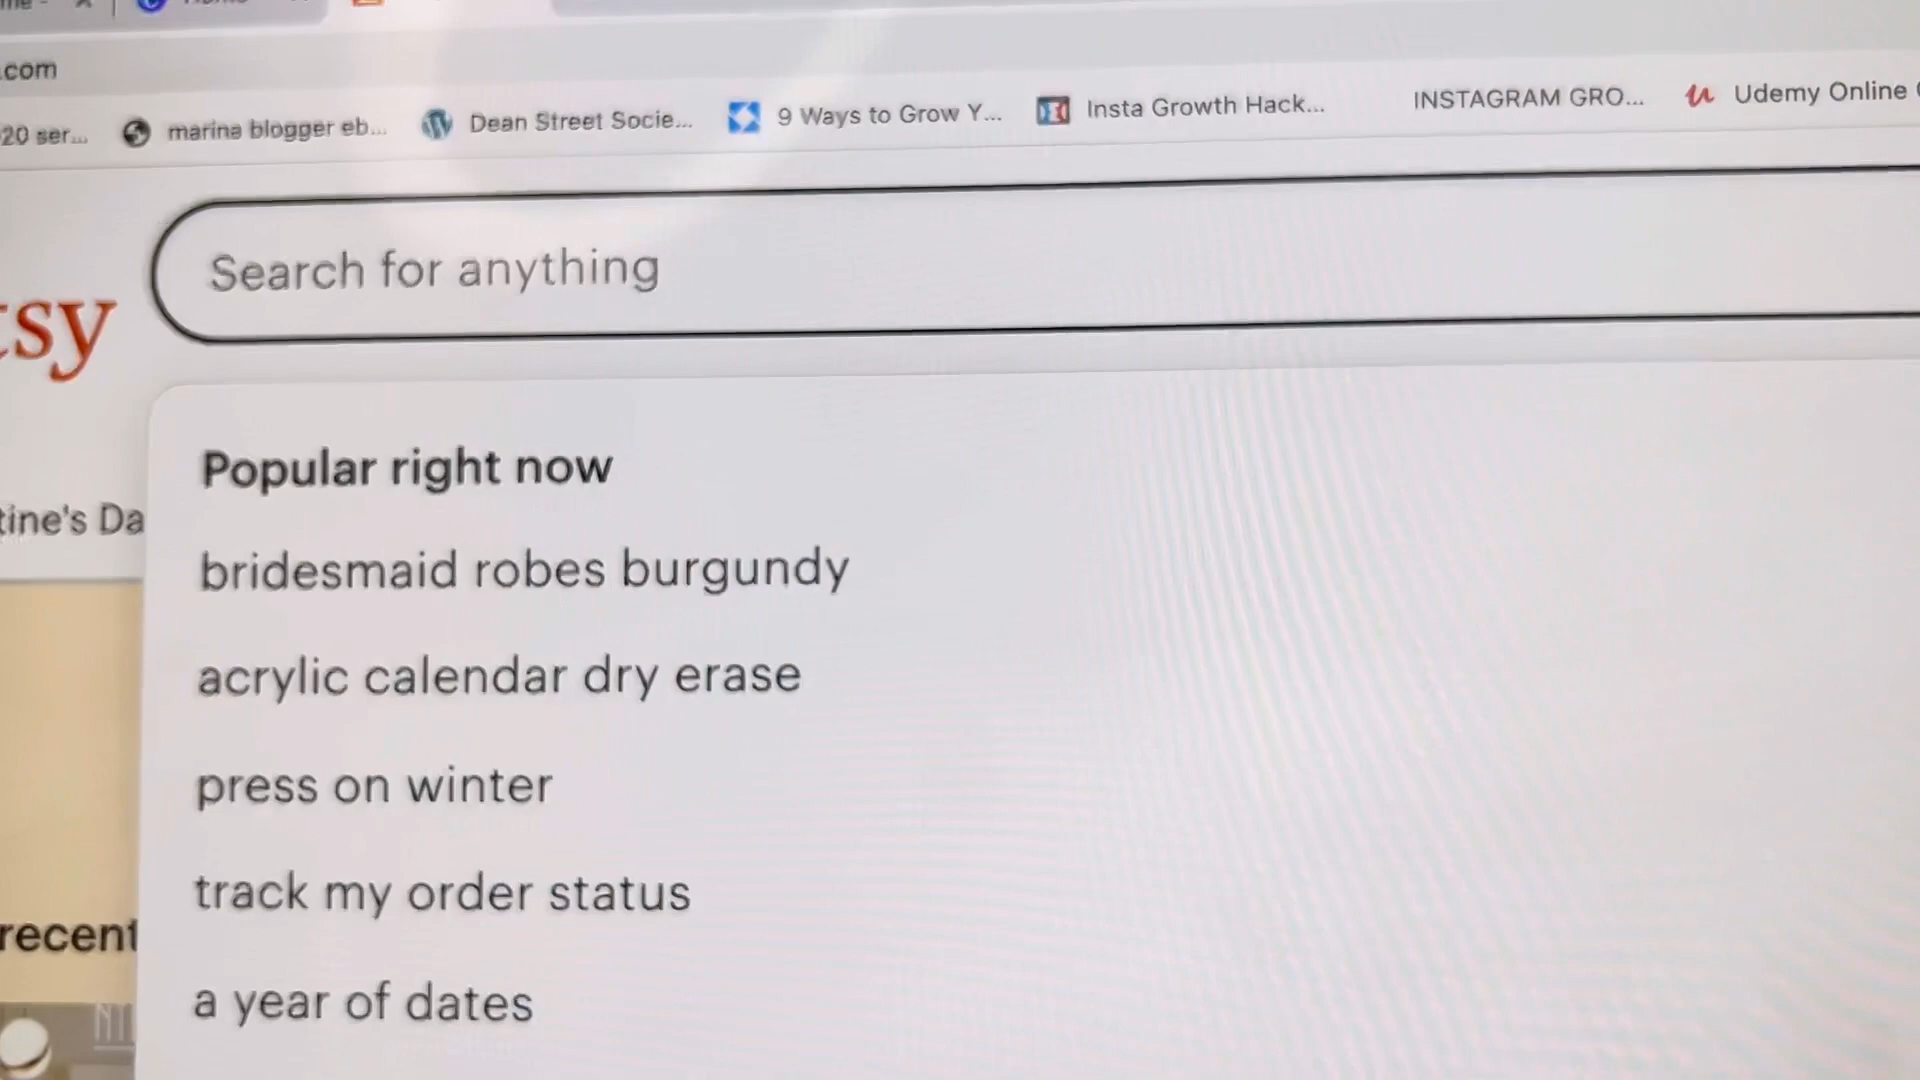 .com
20 ser...
marina blogger eb...
Dean Street Socie...
9 Ways to Grow Y...
Insta Growth Hack...
INSTAGRAM GRO...
Udemy Online
tsy
Search for anything
Popular right now
tine's Da
bridesmaid robes burgundy
acrylic calendar dry erase
press on winter
track my order status
recent
a year of dates